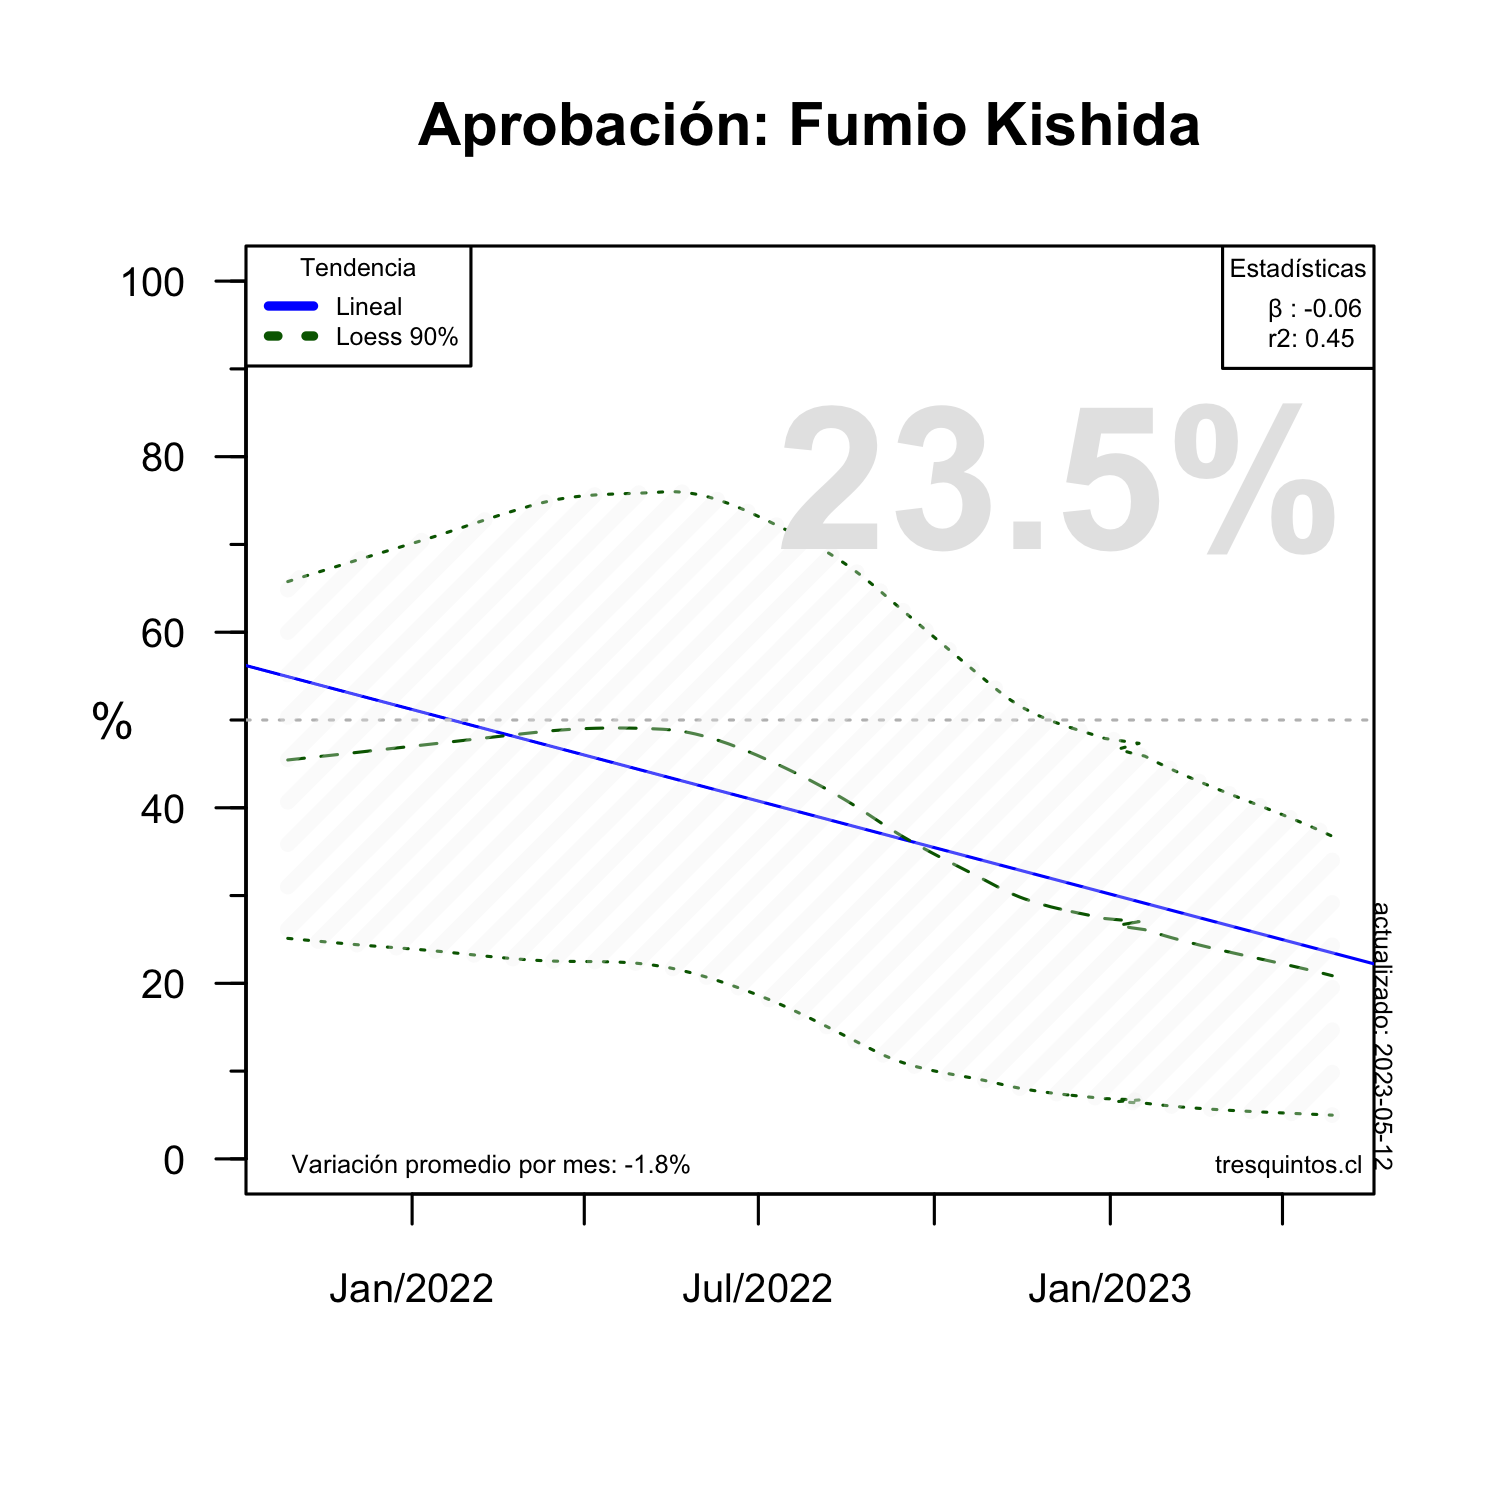 Aprobación: Fumio Kishida
Tendencia
Lineal
Loess 90%
Estadísticas
β : -0.06
r2: 0.45
23.5%
100
80
60
40
20
0
%
Variación promedio por mes: -1.8%
tresquintos.cl
actualizado: 2023-05-12
Jan/2022
Jul/2022
Jan/2023